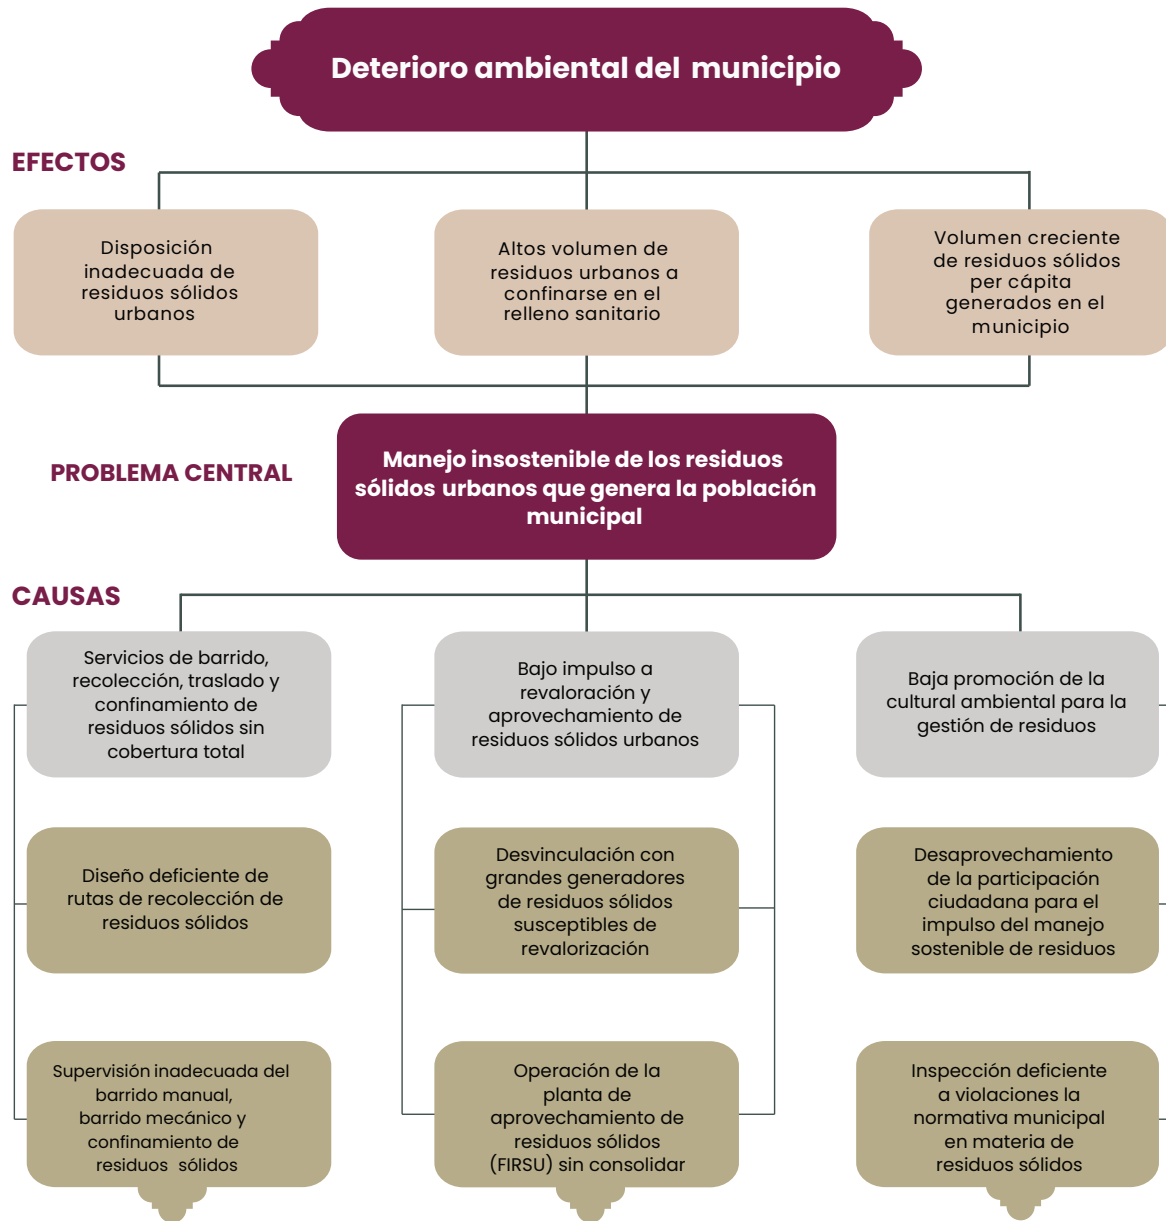 Deterioro ambiental del municipio
EFECTOS
Disposición
inadecuada de
residuos sólidos
urbanos
Altos volumen de
residuos urbanos a
confinarse en el
relleno sanitario
Volumen creciente
de residuos sólidos
per cápita
generados en el
municipio
PROBLEMA CENTRAL
Manejo insostenible de los residuos
sólidos urbanos que genera la población
municipal
CAUSAS
Servicios de barrido,
recolección, traslado y
confinamiento de
residuos sólidos sin
cobertura total
Bajo impulso a
revaloración y
aprovechamiento de
residuos sólidos urbanos
Baja promoción de la
cultural ambiental para la
gestión de residuos
Diseño deficiente de
rutas de recolección de
residuos sólidos
Desvinculación con
grandes generadores
de residuos sólidos
susceptibles de
revalorización
Desaprovechamiento
de la participación
ciudadana para el
impulso del manejo
sostenible de residuos
Supervisión inadecuada del
barrido manual,
barrido mecánico y
confinamiento de
residuos sólidos
Operación de la
planta de
aprovechamiento de
residuos sólidos
(FIRSU) sin consolidar
Inspección deficiente
a violaciones la
normativa municipal
en materia de
residuos sólidos